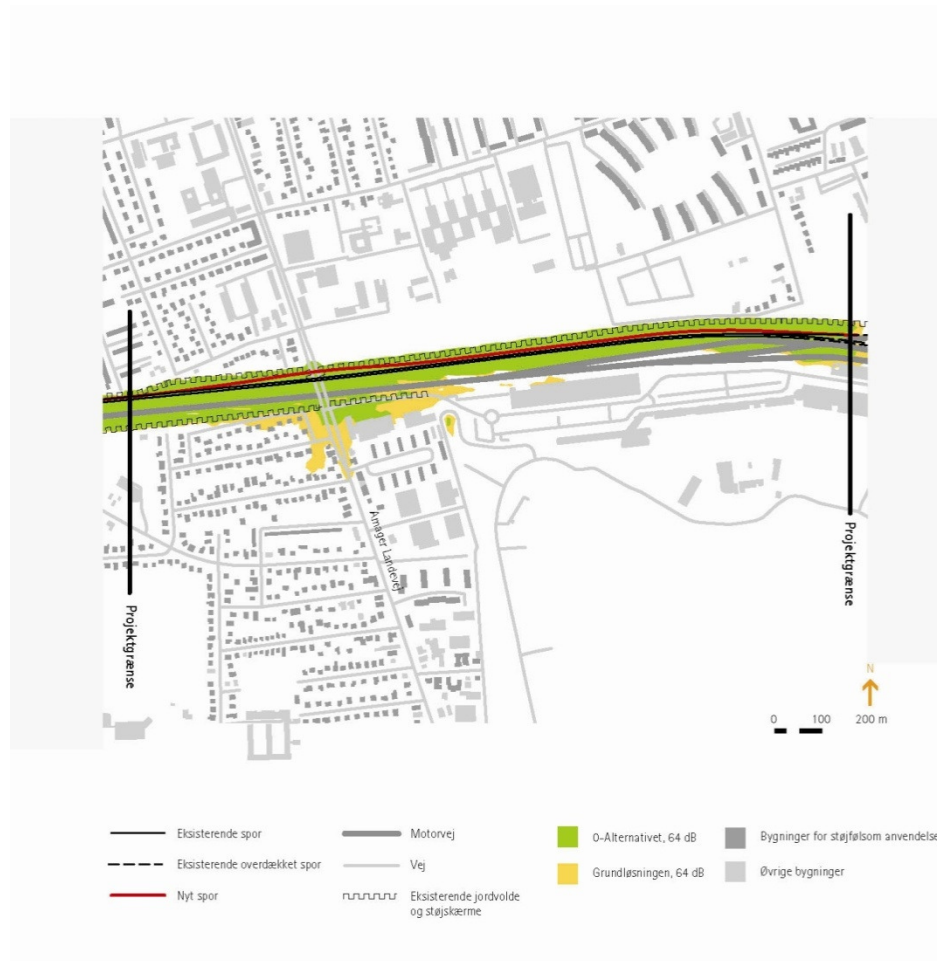 Amager Landevej
Projektgrænse
Projektgrænse
N
0 100 200 m
Eksisterende spor
Eksisterende overdækket spor
Nyt spor
Motorvej
Vej
Eksisterende jordvolde
og støjskærme
0-Alternativet, 64 dB
Grundløsningen, 64 dB
Bygninger for støjfølsom anvendelse
Øvrige bygninger